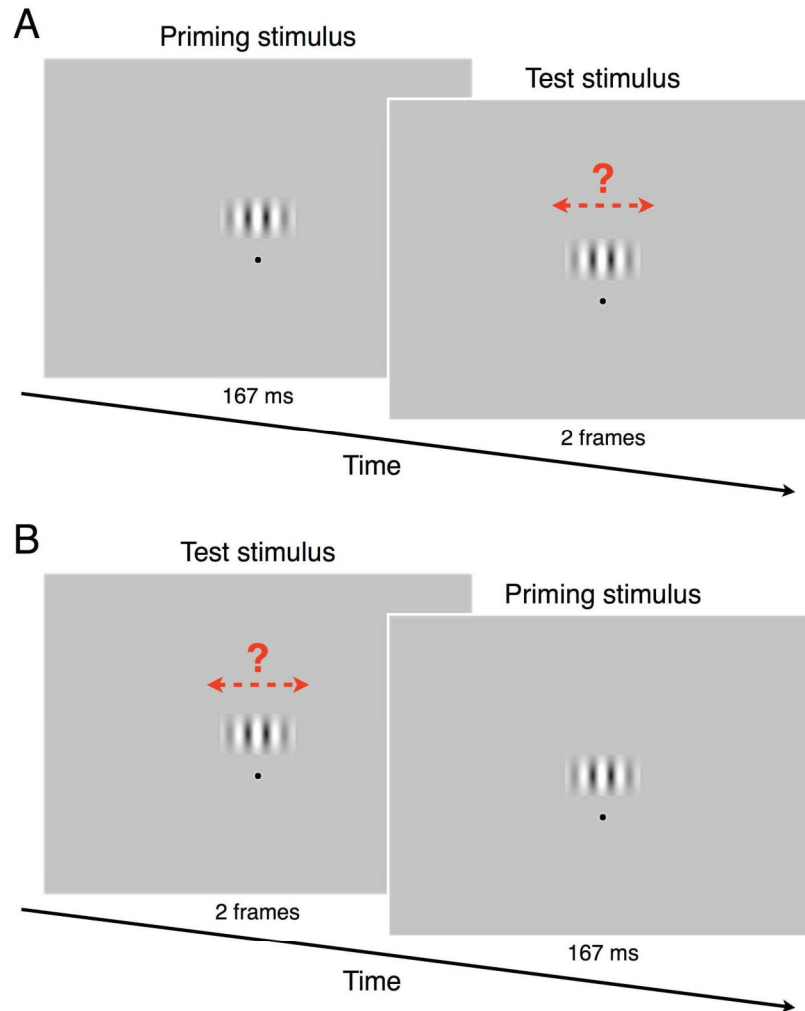 A
Priming stimulus
Test stimulus
?
167 ms
2 frames
Time
B
Test stimulus
Priming stimulus
?
2 frames
167 ms
Time